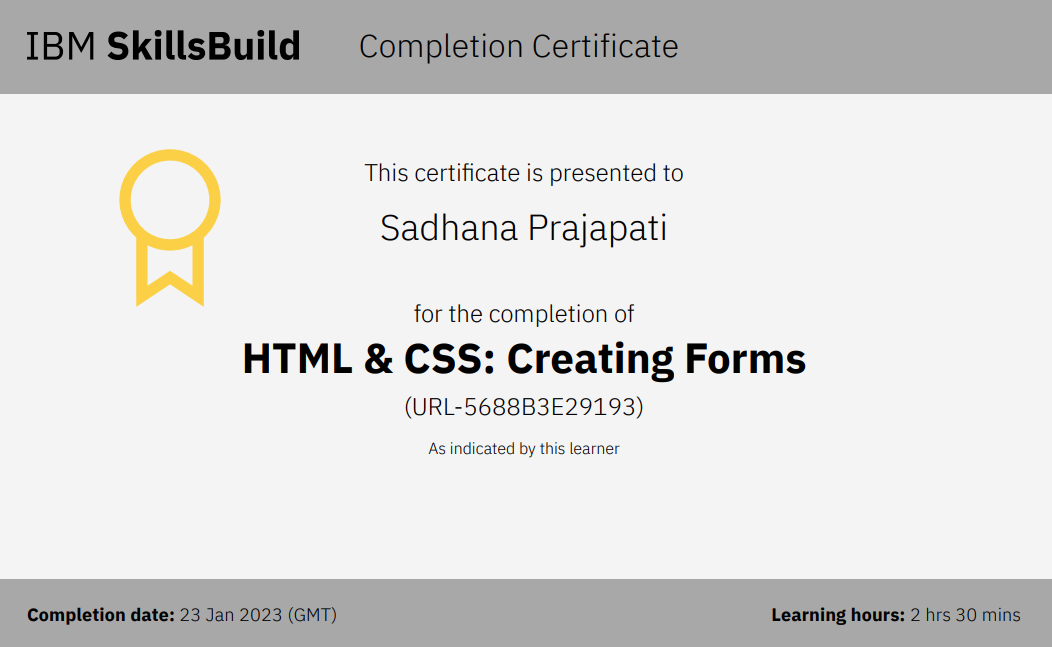 IBM SkillsBuild Completion Certificate
This certificate is presented to
Sadhana Prajapati
for the completion of
HTML & CSS: Creating Forms
(URL-5688B3E29193)
As indicated by this learner
Completion date: 23 Jan 2023 (GMT) Learning hours: 2 hrs 30 mins